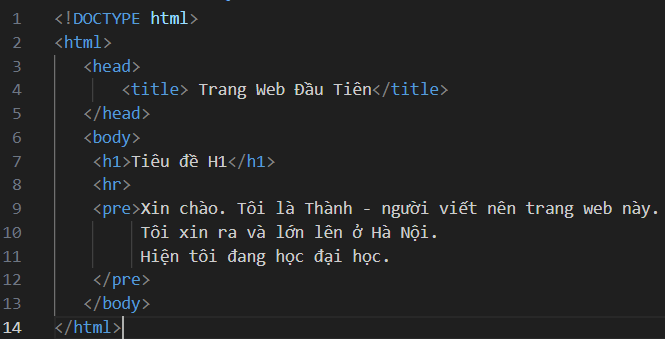 1 <!DOCTYPE html>
2 <html>
3 <head>
4 <title> Trang Web Đầu Tiên</title>
5 </head>
6 <body>
7 <h1>Tiêu đề H1</h1>
8 <hr>
9 <pre>Xin chào. Tôi là Thành - người viết nên trang web này.
10 Tôi xin ra và lớn lên ở Hà Nội.
11 Hiện tôi đang học đại học.
12 </pre>
13 </body>
14 </html>